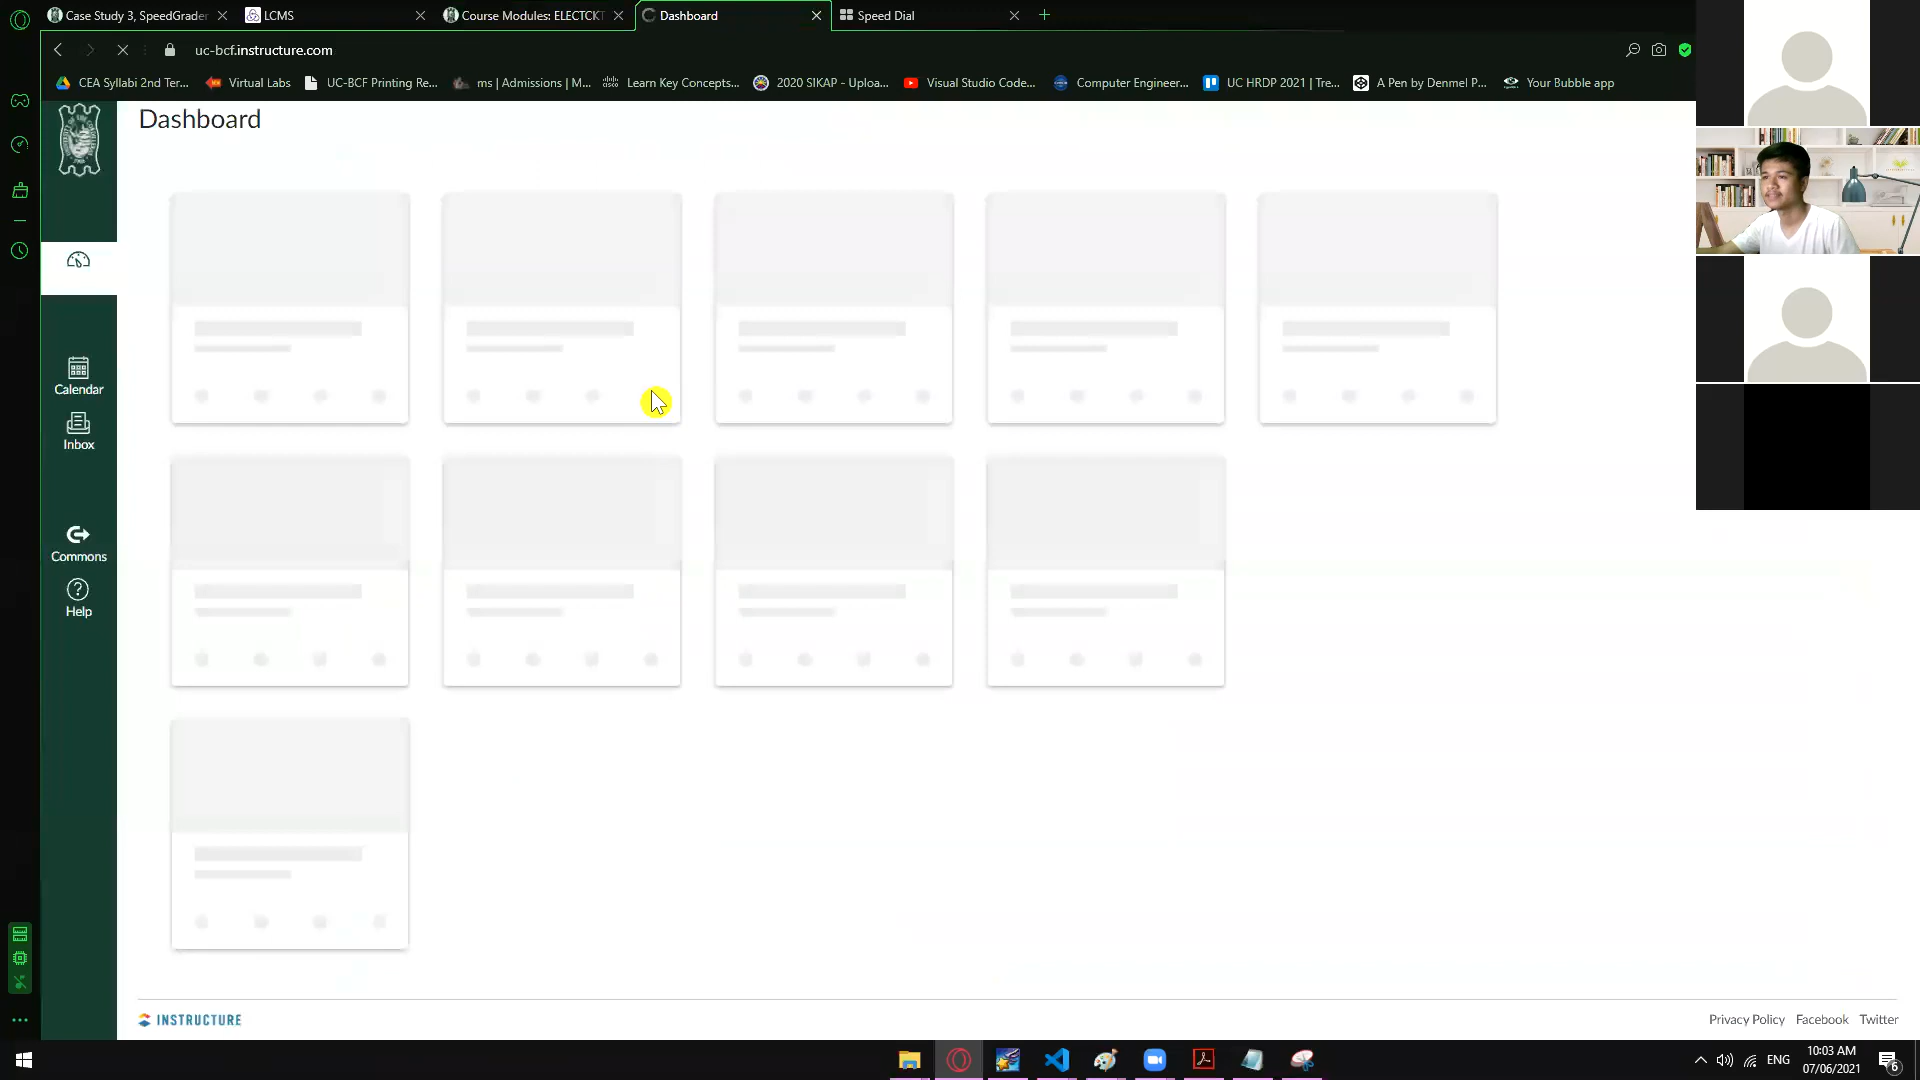 Case Study 3, SpeedGrader
LCMS
Course Modules: ELECTCKT
Dashboard
Speed Dial
uc-bcf.instructure.com
CEA Syllabi 2nd Ter...
Virtual Labs
UC-BCF Printing Re...
ms | Admissions | M...
Learn Key Concepts...
2020 SIKAP - Uploa...
Visual Studio Code...
Computer Engineer...
UC HRDP 2021 | Tre...
A Pen by Denmel P...
Your Bubble app
Dashboard
Calendar
Inbox
Commons
Help
INSTRUCTURE
Privacy Policy
Facebook
Twitter
ENG
10:03 AM
07/06/2021
6